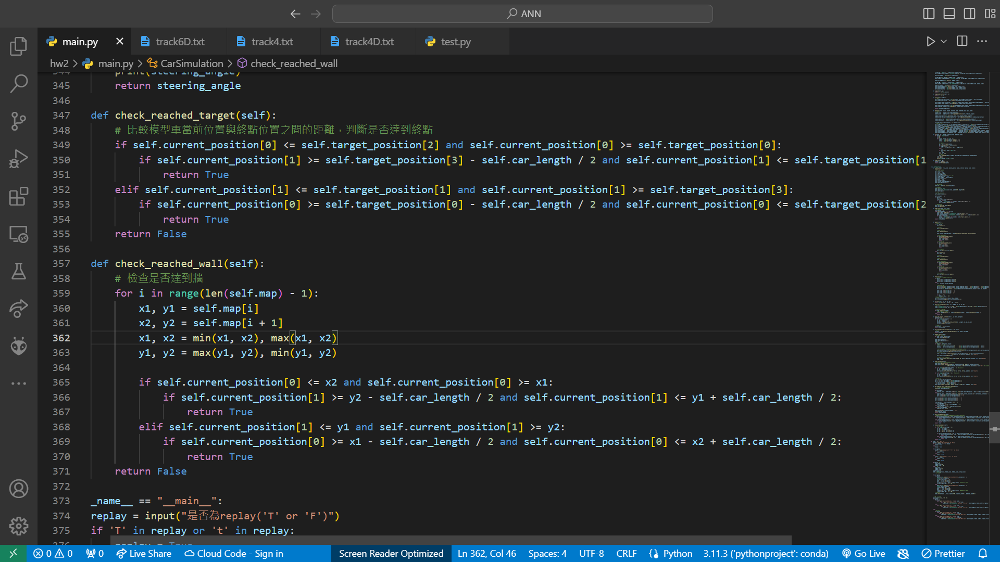 ANN
main.py
track6D.txt
track4.txt
track4D.txt
test.py
hw2 > main.py > CarSimulation > check_reached_wall
344 print(steering_angle)
345 return steering_angle
346
347 def check_reached_target(self):
348 # 比較模型車當前位置與終點位置之間的距離，判斷是否達到終點
349 if self.current_position[0] <= self.target_position[2] and self.current_position[0] >= self.target_position[0]:
350 if self.current_position[1] >= self.target_position[3] - self.car_length / 2 and self.current_position[1] <= self.target_position[1
351 return True
352 elif self.current_position[1] <= self.target_position[1] and self.current_position[1] >= self.target_position[3]:
353 if self.current_position[0] >= self.target_position[0] - self.car_length / 2 and self.current_position[0] <= self.target_position[2
354 return True
355 return False
356
357 def check_reached_wall(self):
358 # 檢查是否達到牆
359 for i in range(len(self.map) - 1):
360 x1, y1 = self.map[i]
361 x2, y2 = self.map[i + 1]
362 x1, x2 = min(x1, x2), max(x1, x2)
363 y1, y2 = max(y1, y2), min(y1, y2)
364
365 if self.current_position[0] <= x2 and self.current_position[0] >= x1:
366 if self.current_position[1] >= y2 - self.car_length / 2 and self.current_position[1] <= y1 + self.car_length / 2:
367 return True
368 elif self.current_position[1] <= y1 and self.current_position[1] >= y2:
369 if self.current_position[0] >= x1 - self.car_length / 2 and self.current_position[0] <= x2 + self.car_length / 2:
370 return True
371 return False
372
373 _name__ == "__main__":
374 replay = input("是否為replay('T' or 'F')")
375 if 'T' in replay or 't' in replay:
376 replay = True
0 0 0 Live Share Cloud Code - Sign in Screen Reader Optimized Ln 362, Col 46 Spaces: 4 UTF-8 CRLF Python 3.11.3 ('pythonproject': conda) Go Live Prettier